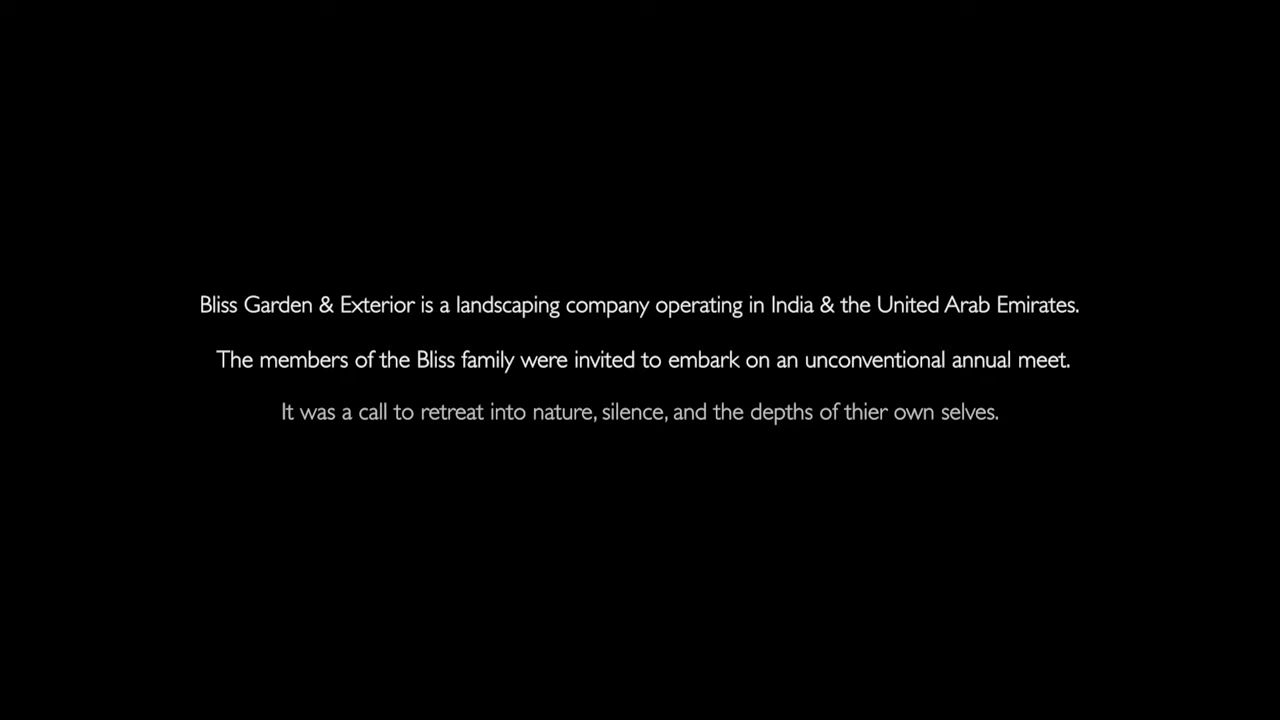 Bliss Garden & Exterior is a landscaping company operating in India & the United Arab Emirates.
The members of the Bliss family were invited to embark on an unconventional annual meet.
It was a call to retreat into nature, silence, and the depths of thier own selves.